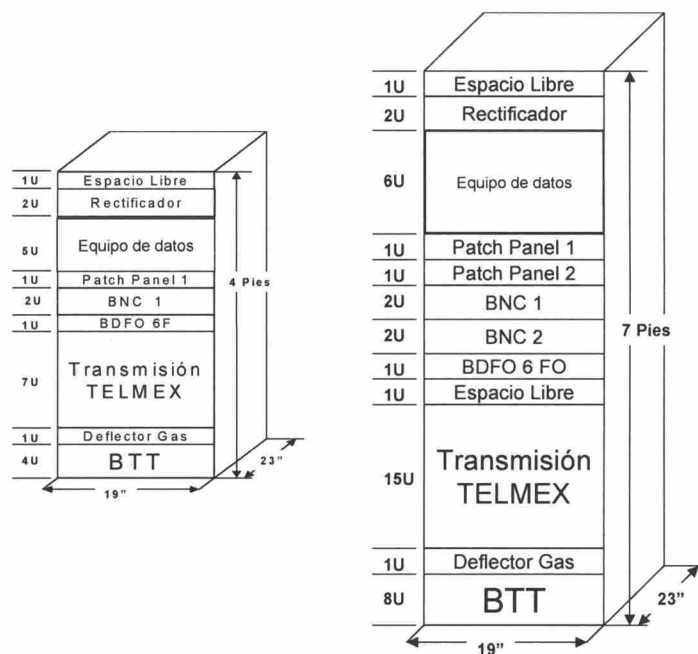 1U Espacio Libre
2U Rectificador
5U Equipo de datos
1U Patch Panel 1
2U BNC 1
1U BDFO 6F
7U Transmisión
TELMEX
1U Deflector Gas
4U BTT
4 Pies
23”
19”
1U Espacio Libre
2U Rectificador
6U Equipo de datos
1U Patch Panel 1
1U Patch Panel 2
2U BNC 1
2U BNC 2
1U BDFO 6 FO
1U Espacio Libre
15U Transmisión
TELMEX
1U Deflector Gas
8U BTT
7 Pies
23”
19”